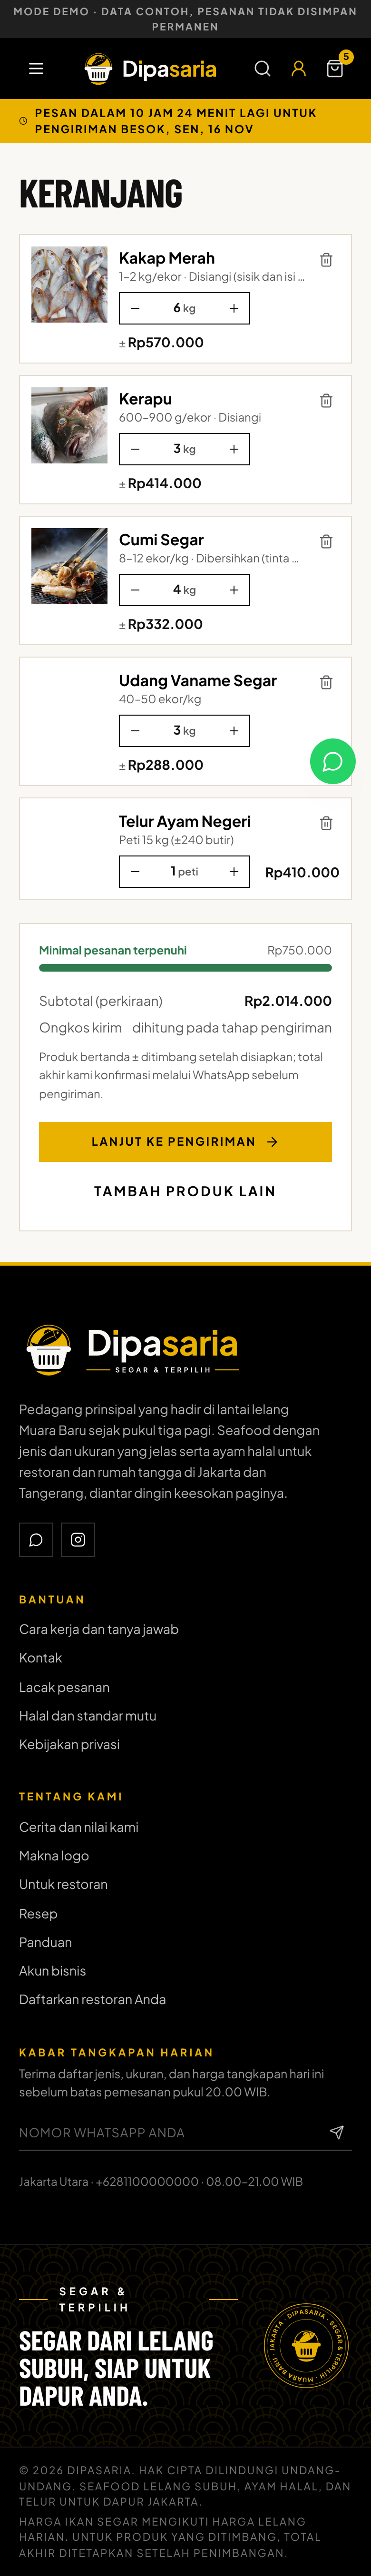 MODE DEMO · DATA CONTOH, PESANAN TIDAK DISIMPAN
PERMANEN
Dipasaria
5
PESAN DALAM 10 JAM 24 MENIT LAGI UNTUK
PENGIRIMAN BESOK, SEN, 16 NOV
KERANJANG
Kakap Merah
1–2 kg/ekor · Disiangi (sisik dan isi ...
6 kg
± Rp570.000
Kerapu
600–900 g/ekor · Disiangi
3 kg
± Rp414.000
Cumi Segar
8–12 ekor/kg · Dibersihkan (tinta ...
4 kg
± Rp332.000
Udang Vaname Segar
40–50 ekor/kg
3 kg
± Rp288.000
Telur Ayam Negeri
Peti 15 kg (±240 butir)
1 peti
Rp410.000
Minimal pesanan terpenuhi Rp750.000
Subtotal (perkiraan) Rp2.014.000
Ongkos kirim dihitung pada tahap pengiriman
Produk bertanda ± ditimbang setelah disiapkan; total
akhir kami konfirmasi melalui WhatsApp sebelum
pengiriman.
LANJUT KE PENGIRIMAN
TAMBAH PRODUK LAIN
Dipasaria
SEGAR & TERPILIH
Pedagang prinsipal yang hadir di lantai lelang
Muara Baru sejak pukul tiga pagi. Seafood dengan
jenis dan ukuran yang jelas serta ayam halal untuk
restoran dan rumah tangga di Jakarta dan
Tangerang, diantar dingin keesokan paginya.
BANTUAN
Cara kerja dan tanya jawab
Kontak
Lacak pesanan
Halal dan standar mutu
Kebijakan privasi
TENTANG KAMI
Cerita dan nilai kami
Makna logo
Untuk restoran
Resep
Panduan
Akun bisnis
Daftarkan restoran Anda
KABAR TANGKAPAN HARIAN
Terima daftar jenis, ukuran, dan harga tangkapan hari ini
sebelum batas pemesanan pukul 20.00 WIB.
NOMOR WHATSAPP ANDA
Jakarta Utara · +6281100000000 · 08.00–21.00 WIB
SEGAR &
TERPILIH
SEGAR DARI LELANG
SUBUH, SIAP UNTUK
DAPUR ANDA.
DIPASARIA · SEGAR & TERPILIH · MUARA BARU · JAKARTA ·
© 2026 DIPASARIA. HAK CIPTA DILINDUNGI UNDANG-
UNDANG. SEAFOOD LELANG SUBUH, AYAM HALAL, DAN
TELUR UNTUK DAPUR JAKARTA.
HARGA IKAN SEGAR MENGIKUTI HARGA LELANG
HARIAN. UNTUK PRODUK YANG DITIMBANG, TOTAL
AKHIR DITETAPKAN SETELAH PENIMBANGAN.